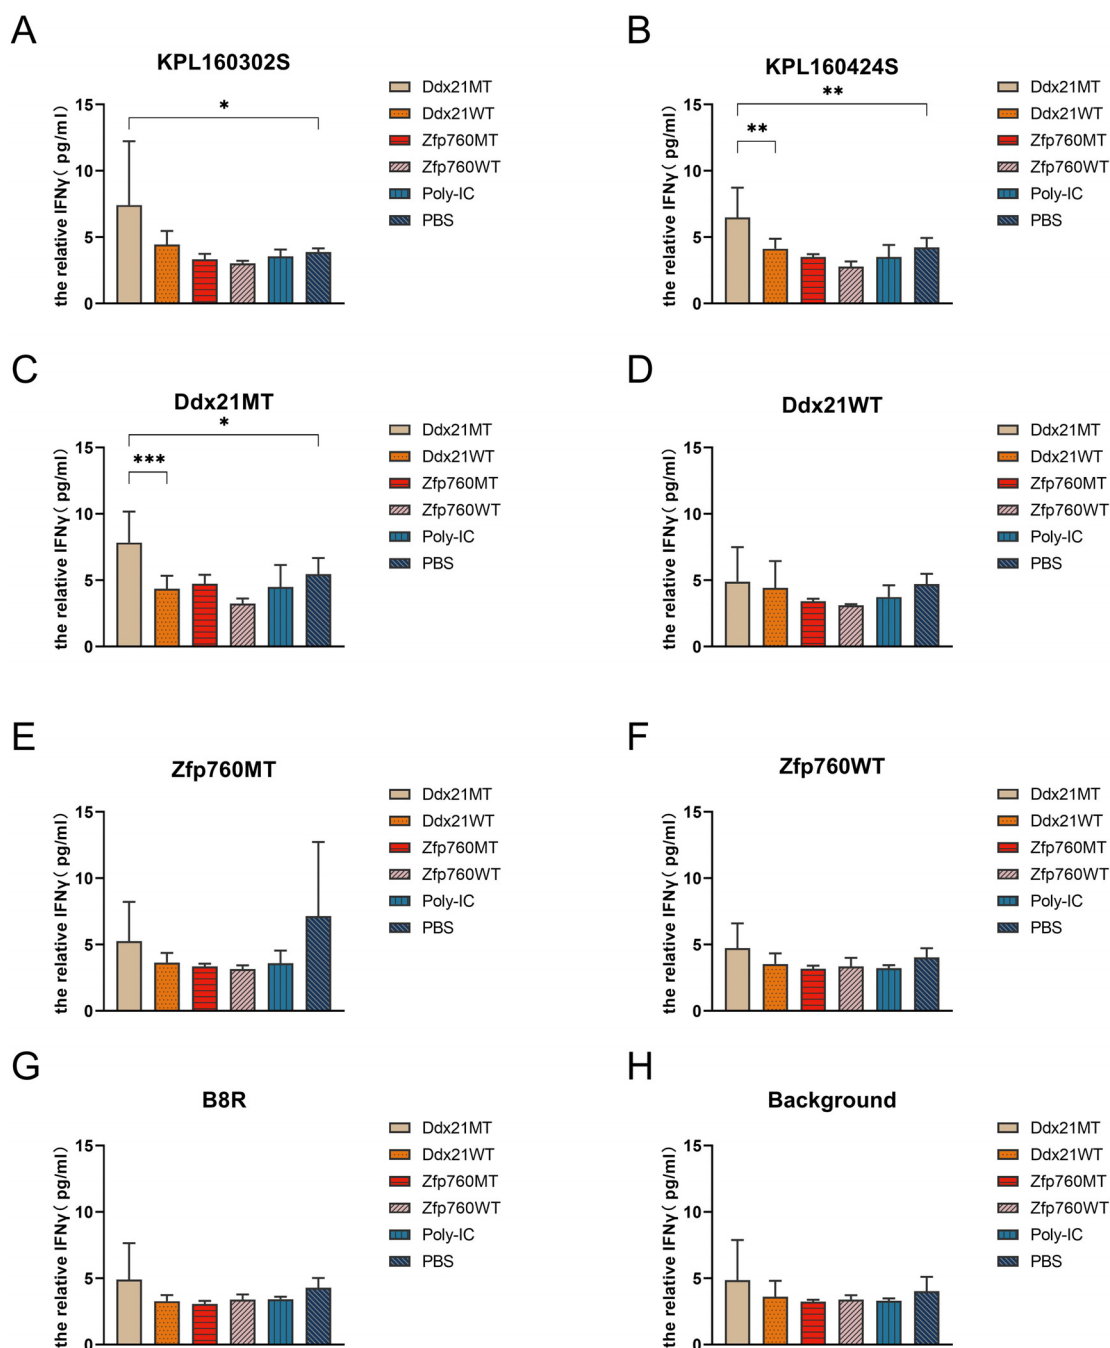 A
KPL160302S
the relative IFNγ( pg/ml)
15
10
5
0
*
Ddx21MT
Ddx21WT
Zfp760MT
Zfp760WT
Poly-IC
PBS
B
KPL160424S
the relative IFNγ( pg/ml)
15
10
5
0
**
**
Ddx21MT
Ddx21WT
Zfp760MT
Zfp760WT
Poly-IC
PBS
C
Ddx21MT
the relative IFNγ( pg/ml)
15
10
5
0
*
***
Ddx21MT
Ddx21WT
Zfp760MT
Zfp760WT
Poly-IC
PBS
D
Ddx21WT
the relative IFNγ( pg/ml)
15
10
5
0
Ddx21MT
Ddx21WT
Zfp760MT
Zfp760WT
Poly-IC
PBS
E
Zfp760MT
the relative IFNγ( pg/ml)
15
10
5
0
Ddx21MT
Ddx21WT
Zfp760MT
Zfp760WT
Poly-IC
PBS
F
Zfp760WT
the relative IFNγ( pg/ml)
15
10
5
0
Ddx21MT
Ddx21WT
Zfp760MT
Zfp760WT
Poly-IC
PBS
G
B8R
the relative IFNγ( pg/ml)
15
10
5
0
Ddx21MT
Ddx21WT
Zfp760MT
Zfp760WT
Poly-IC
PBS
H
Background
the relative IFNγ( pg/ml)
15
10
5
0
Ddx21MT
Ddx21WT
Zfp760MT
Zfp760WT
Poly-IC
PBS